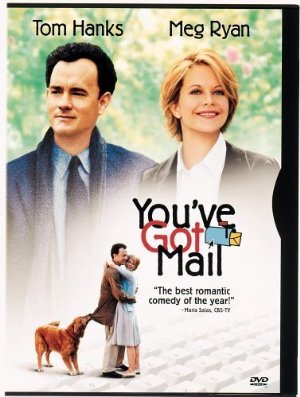 Tom Hanks
Meg Ryan
You've
Got
Mail
"The best romantic
comedy of the year!"
-Maria Salas, CBS-TV
DVD